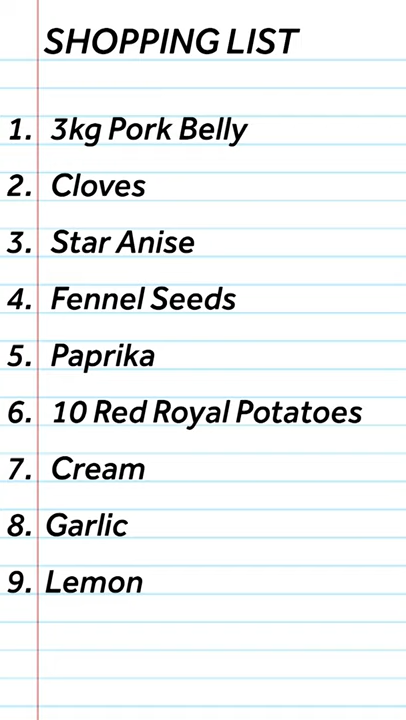 SHOPPING LIST
1. 3kg Pork Belly
2. Cloves
3. Star Anise
4. Fennel Seeds
5. Paprika
6. 10 Red Royal Potatoes
7. Cream
8. Garlic
9. Lemon